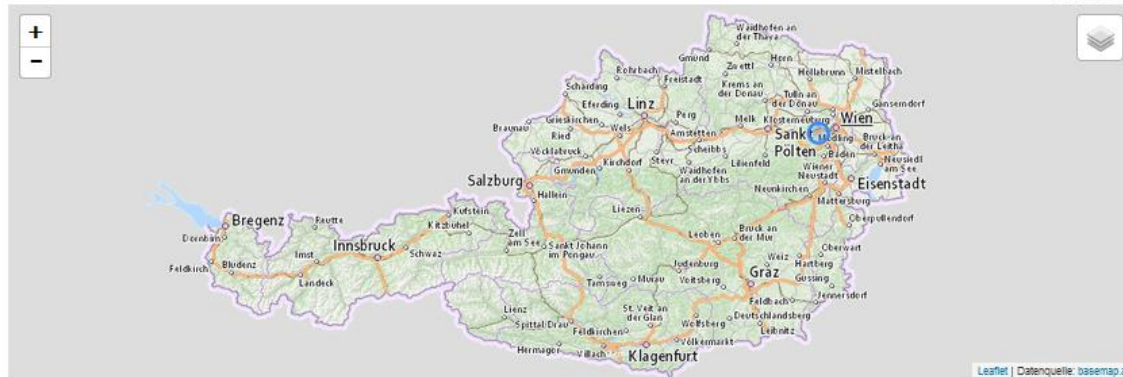 +
-
Waidhofen an
der Thaya
Gmünd
Horn
Rohrbach
Zwettl
Hollabrunn
Mistelbach
Freistadt
Schärding
Krems an
der Donau
Tulln an
der Donau
Gänserndorf
Eferding
Linz
Perg
Melk
Klosterneuburg
Wien
Braunau
Grieskirchen
Ried
Wels
Amstetten
Sankt
Pölten
Mödling
Bruck an
der Leitha
Vöcklabruck
Steyr
Scheibbs
Lilienfeld
Baden
Neusiedl
am See
Gmunden
Kirchdorf
Waidhofen
an der Ybbs
Wiener
Neustadt
Salzburg
Eisenstadt
Hallein
Neunkirchen
Mattersburg
Liezen
Oberpullendorf
Kufstein
Bregenz
Reutte
Kitzbühel
Dornbirn
Zell
am See
Innsbruck
Sankt Johann
im Pongau
Leoben
Bruck an
der Mur
Oberwart
Feldkirch
Bludenz
Imst
Schwaz
Weiz
Hartberg
Landeck
Judenburg
Güssing
Tamsweg
Murau
Voitsberg
Graz
Jennersdorf
Feldbach
Lienz
St. Veit an
der Glan
Deutschlandsberg
Spittal/Drau
Feldkirchen
Wolfsberg
Leibnitz
Hermagor
Villach
Klagenfurt
Völkermarkt
Leaflet | Datenquelle: basemap.a